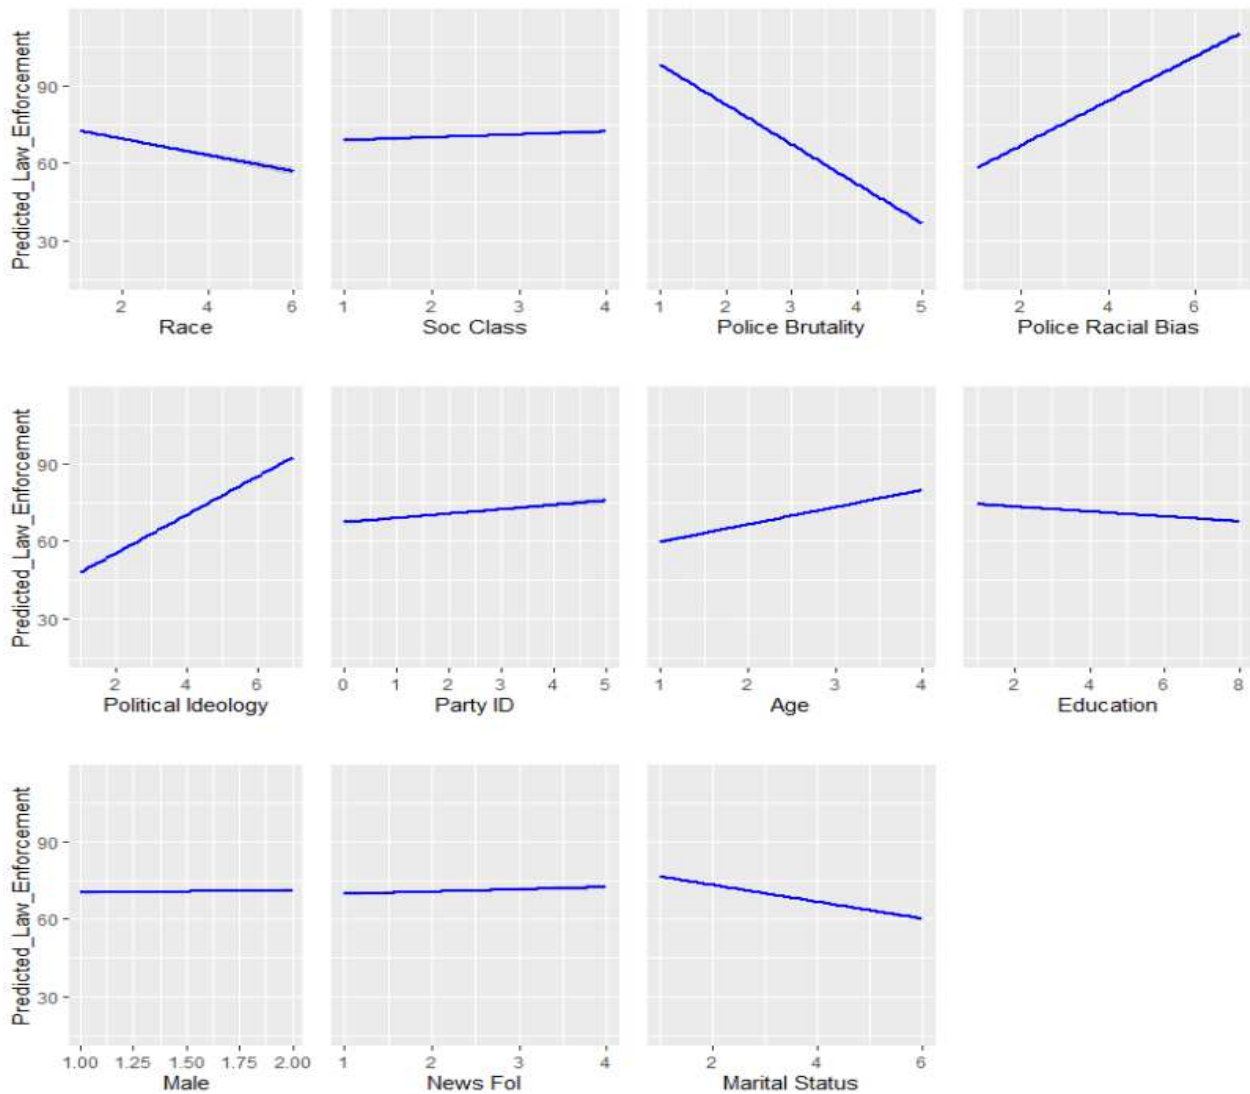 Predicted_Law_Enforcement
90
60
30
2 4 6
Race
1 2 3 4
Soc Class
1 2 3 4 5
Police Brutality
2 4 6
Police Racial Bias
Predicted_Law_Enforcement
90
60
30
2 4 6
Political Ideology
0 1 2 3 4 5
Party ID
1 2 3 4
Age
2 4 6 8
Education
Predicted_Law_Enforcement
90
60
30
1.00 1.25 1.50 1.75 2.00
Male
1 2 3 4
News Fol
2 4 6
Marital Status